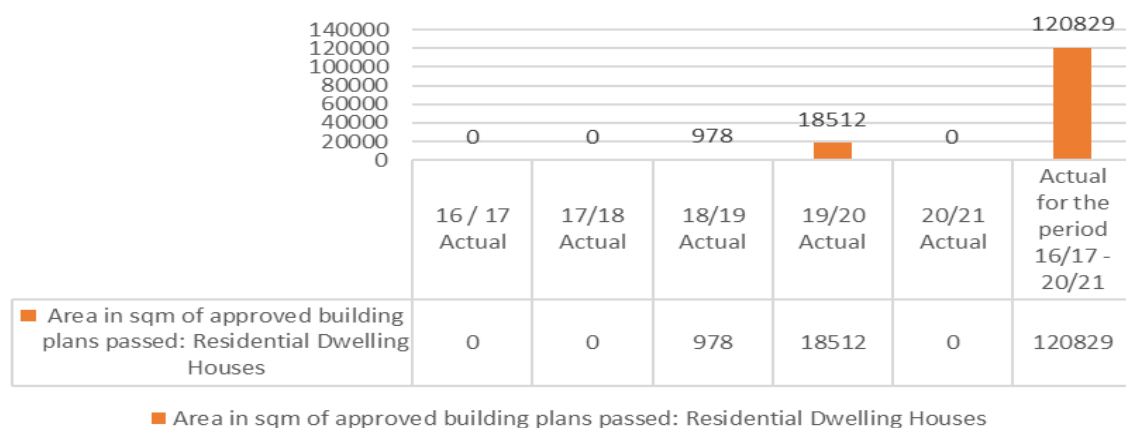 120829
140000
120000
100000
80000
60000
40000
20000
0
0
0
978
18512
0
16 / 17
Actual
17/18
Actual
18/19
Actual
19/20
Actual
20/21
Actual
Actual
for the
period
16/17 -
20/21
Area in sqm of approved building
plans passed: Residential Dwelling
Houses
0
0
978
18512
0
120829
Area in sqm of approved building plans passed: Residential Dwelling Houses